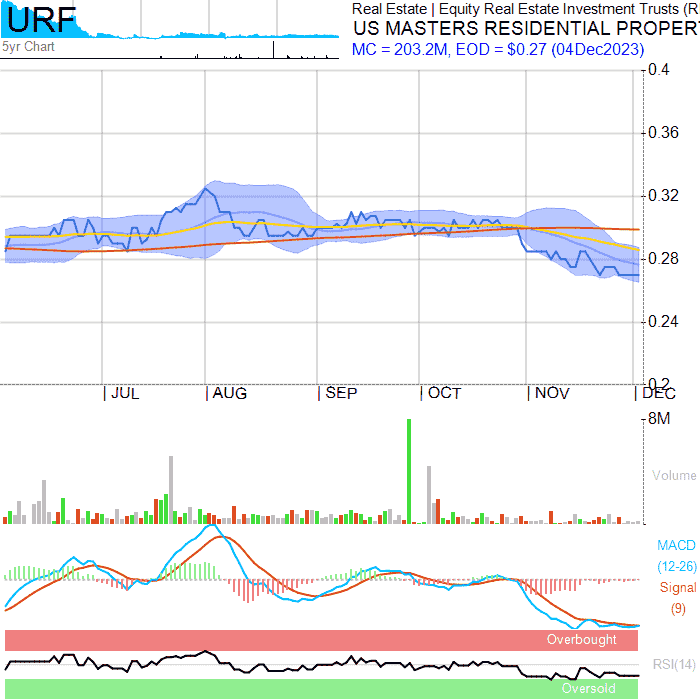 URF
5yr Chart
Real Estate | Equity Real Estate Investment Trusts (R
US MASTERS RESIDENTIAL PROPER
MC = 203.2M, EOD = $0.27 (04Dec2023)
0.4
0.36
0.32
0.28
0.24
0.2
| JUL | AUG | SEP | OCT | NOV | DEC
8M
Volume
MACD
(12-26)
Signal
(9)
Overbought
RSI(14)
Oversold